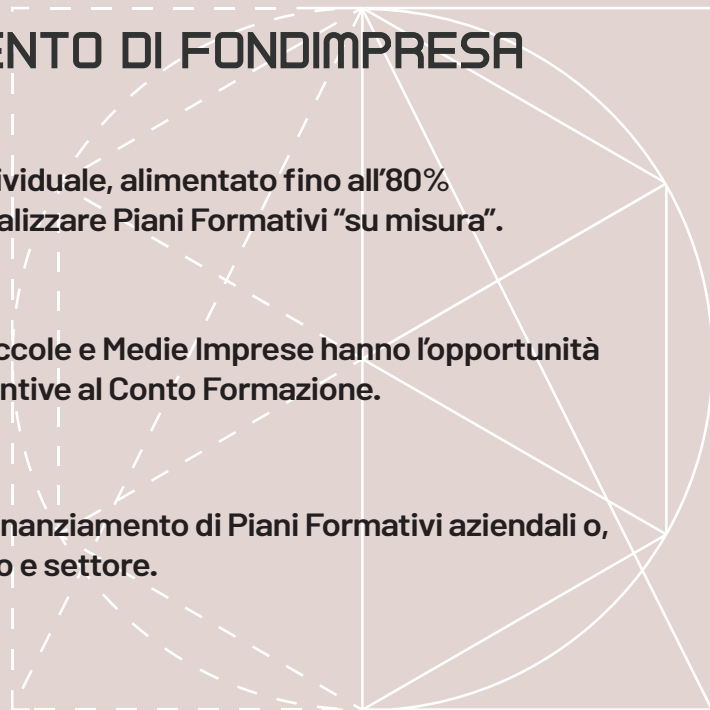 ENTO DI FONDIMPRESA
ividuale, alimentato fino all’80%
alizzare Piani Formativi “su misura”.
ccole e Medie Imprese hanno l’opportunità
ntive al Conto Formazione.
nanziamento di Piani Formativi aziendali o,
o e settore.